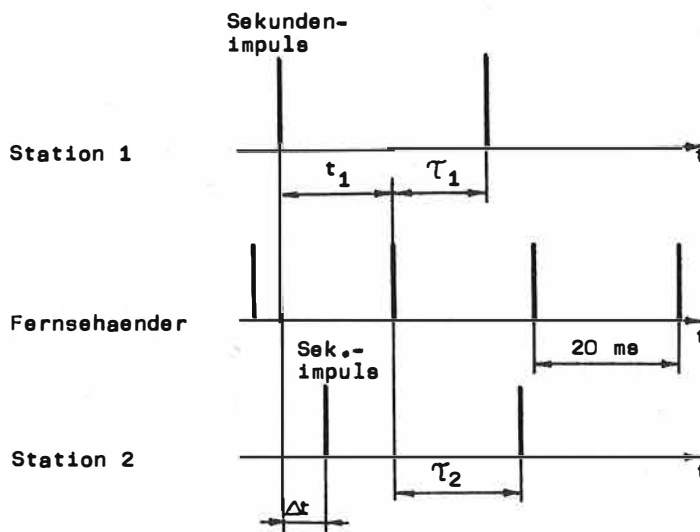 Sekunden-
impuls
Station 1
t
t₁
τ₁
Fernsehsender
t
20 ms
Sek.-
impuls
Station 2
t
τ₂
Δt